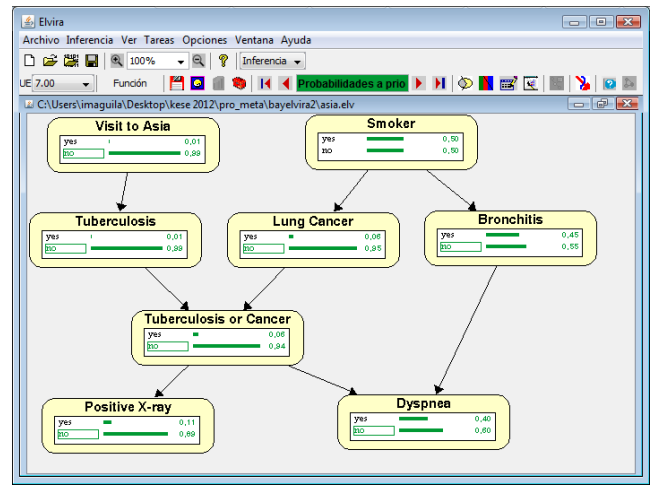 Elvira
Archivo Inferencia Ver Tareas Opciones Ventana Ayuda
100% Inferencia
UE 7.00 Función Probabilidades a prio
C:\Users\imaguila\Desktop\kese 2012\pro_meta\bayelvira2\asia.elv
Visit to Asia
yes 0,01
no 0,99
Smoker
yes 0,50
no 0,50
Tuberculosis
yes 0,01
no 0,99
Lung Cancer
yes 0,06
no 0,95
Bronchitis
yes 0,45
no 0,55
Tuberculosis or Cancer
yes 0,06
no 0,94
Positive X-ray
yes 0,11
no 0,89
Dyspnea
yes 0,40
no 0,60